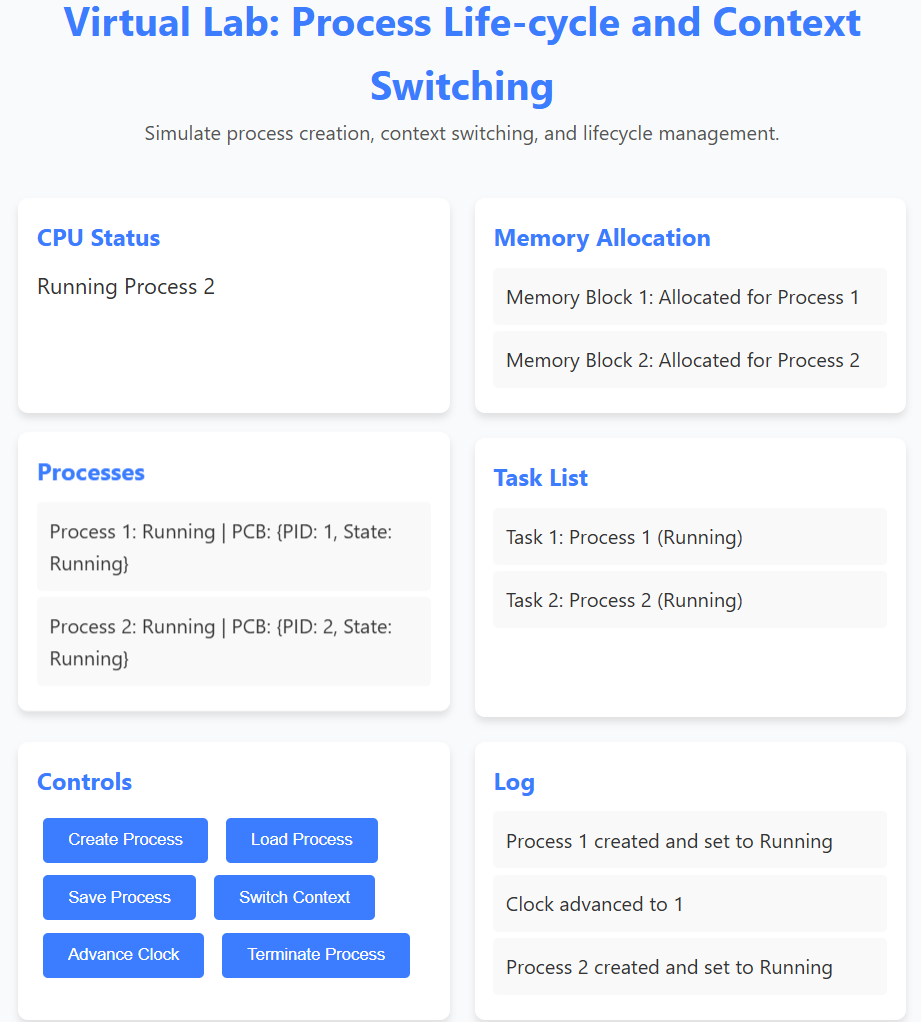 Virtual Lab: Process Life-cycle and Context
Switching
Simulate process creation, context switching, and lifecycle management.
CPU Status
Running Process 2
Memory Allocation
Memory Block 1: Allocated for Process 1
Memory Block 2: Allocated for Process 2
Processes
Process 1: Running | PCB: {PID: 1, State:
Running}
Process 2: Running | PCB: {PID: 2, State:
Running}
Task List
Task 1: Process 1 (Running)
Task 2: Process 2 (Running)
Controls
Create Process
Load Process
Save Process
Switch Context
Advance Clock
Terminate Process
Log
Process 1 created and set to Running
Clock advanced to 1
Process 2 created and set to Running